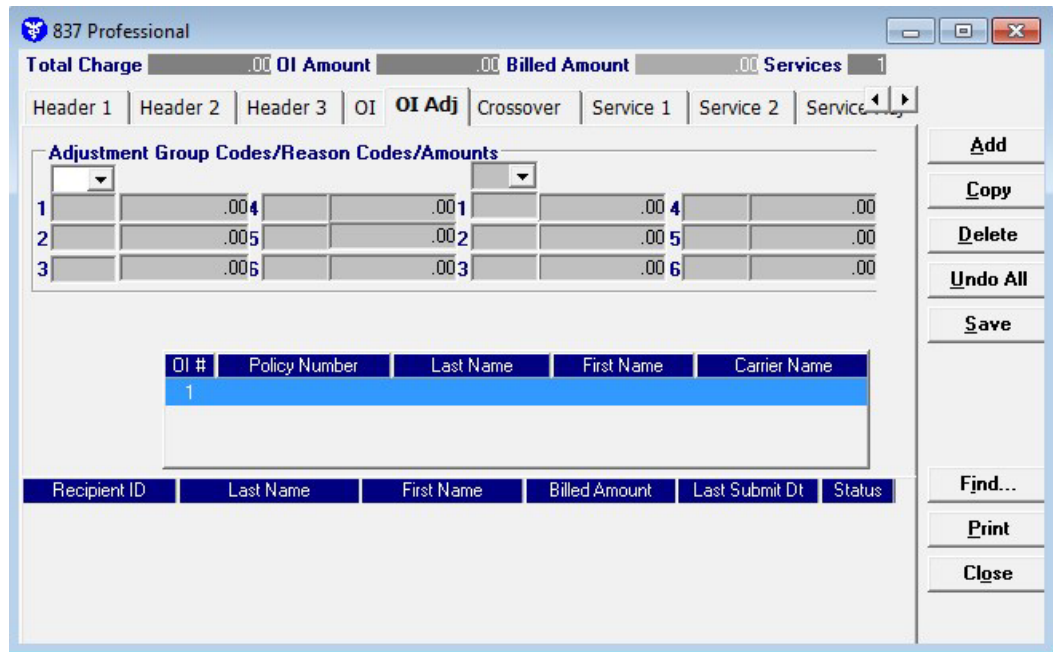 837 Professional
Total Charge .00 OI Amount .00 Billed Amount .00 Services 1
Header 1 Header 2 Header 3 OI OI Adj Crossover Service 1 Service 2 Service
Adjustment Group Codes/Reason Codes/Amounts
1 .00 4 .00 1 .00 4 .00
2 .00 5 .00 2 .00 5 .00
3 .00 6 .00 3 .00 6 .00
OI # Policy Number Last Name First Name Carrier Name
1
Recipient ID Last Name First Name Billed Amount Last Submit Dt Status
Add
Copy
Delete
Undo All
Save
Find...
Print
Close